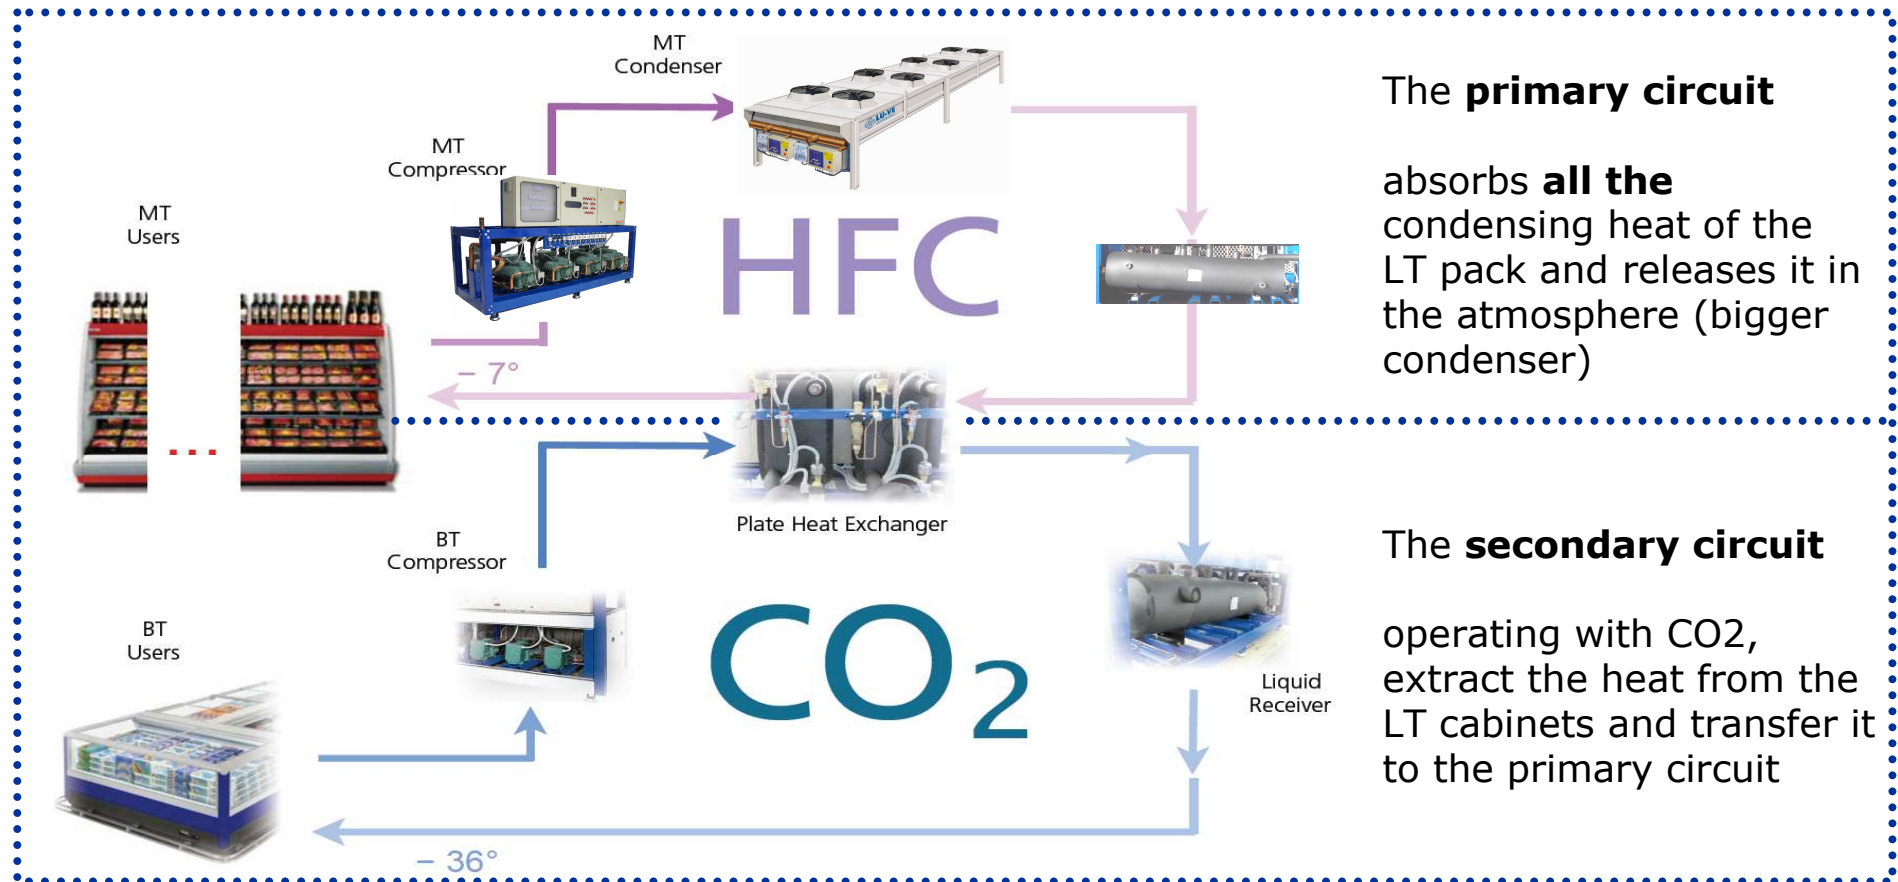 MT
Condenser
MT
Compressor
MT
Users
LU-VE
HFC
– 7°
The primary circuit
absorbs all the
condensing heat of the
LT pack and releases it in
the atmosphere (bigger
condenser)
...
Plate Heat Exchanger
BT
Compressor
BT
Users
CO2
Liquid
Receiver
– 36°
The secondary circuit
operating with CO2,
extract the heat from the
LT cabinets and transfer it
to the primary circuit